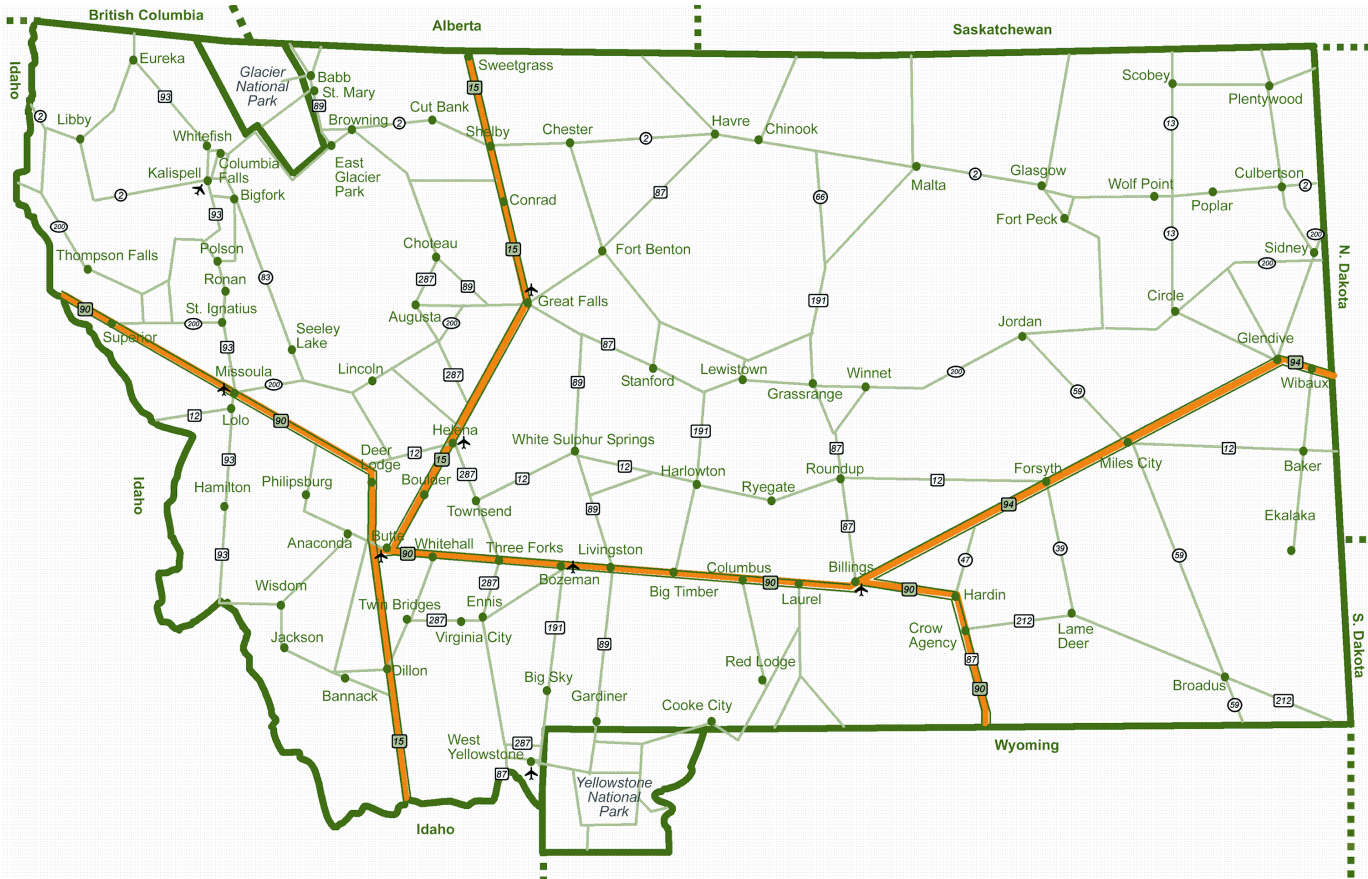 British Columbia
Alberta
Saskatchewan
Idaho
Eureka
Glacier
National
Park
Babb
St. Mary
89
Sweetgrass
15
Scobey
Plentywood
93
2
Libby
Whitefish
Columbia
Falls
Kalispell
Browning
2
Cut Bank
Shelby
Chester
2
Havre
Chinook
13
East
Glacier
Park
2
Bigfork
93
87
66
Malta
2
Glasgow
Wolf Point
Poplar
Culbertson
2
Conrad
200
Thompson Falls
Polson
Ronan
83
Choteau
287
89
15
Fort Benton
Fort Peck
13
200
Sidney
200
N. Dakota
90
Superior
St. Ignatius
200
93
Augusta
200
Great Falls
191
Circle
Seeley
Lake
Jordan
Glendive
94
Wibaux
Missoula
200
Lincoln
287
87
89
Stanford
Lewistown
Grassrange
Winnet
200
59
12
Lolo
90
Helena
12
15
287
White Sulphur Springs
12
12
191
87
Roundup
12
Forsyth
Miles City
12
Baker
93
Deer
Lodge
Boulder
Townsend
Harlowton
Ryegate
Idaho
Hamilton
Philipsburg
89
87
94
Ekalaka
93
Anaconda
Butte
90
Whitehall
Three Forks
Bozeman
Livingston
Big Timber
Columbus
90
Laurel
Billings
90
47
39
59
Hardin
Wisdom
Twin Bridges
287
287
Ennis
Virginia City
191
89
Crow
Agency
212
Lame
Deer
S. Dakota
Jackson
Dillon
Bannack
Big Sky
Gardiner
Red Lodge
Cooke City
87
90
Broadus
59
212
15
West
Yellowstone
287
87
Wyoming
Yellowstone
National
Park
Idaho